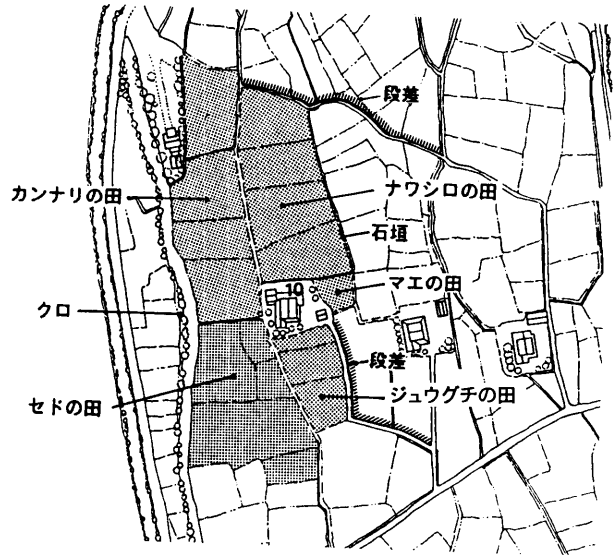 段差
カンナリの田
ナワシロの田
石垣
10
マエの田
クロ
段差
セドの田
ジュウグチの田